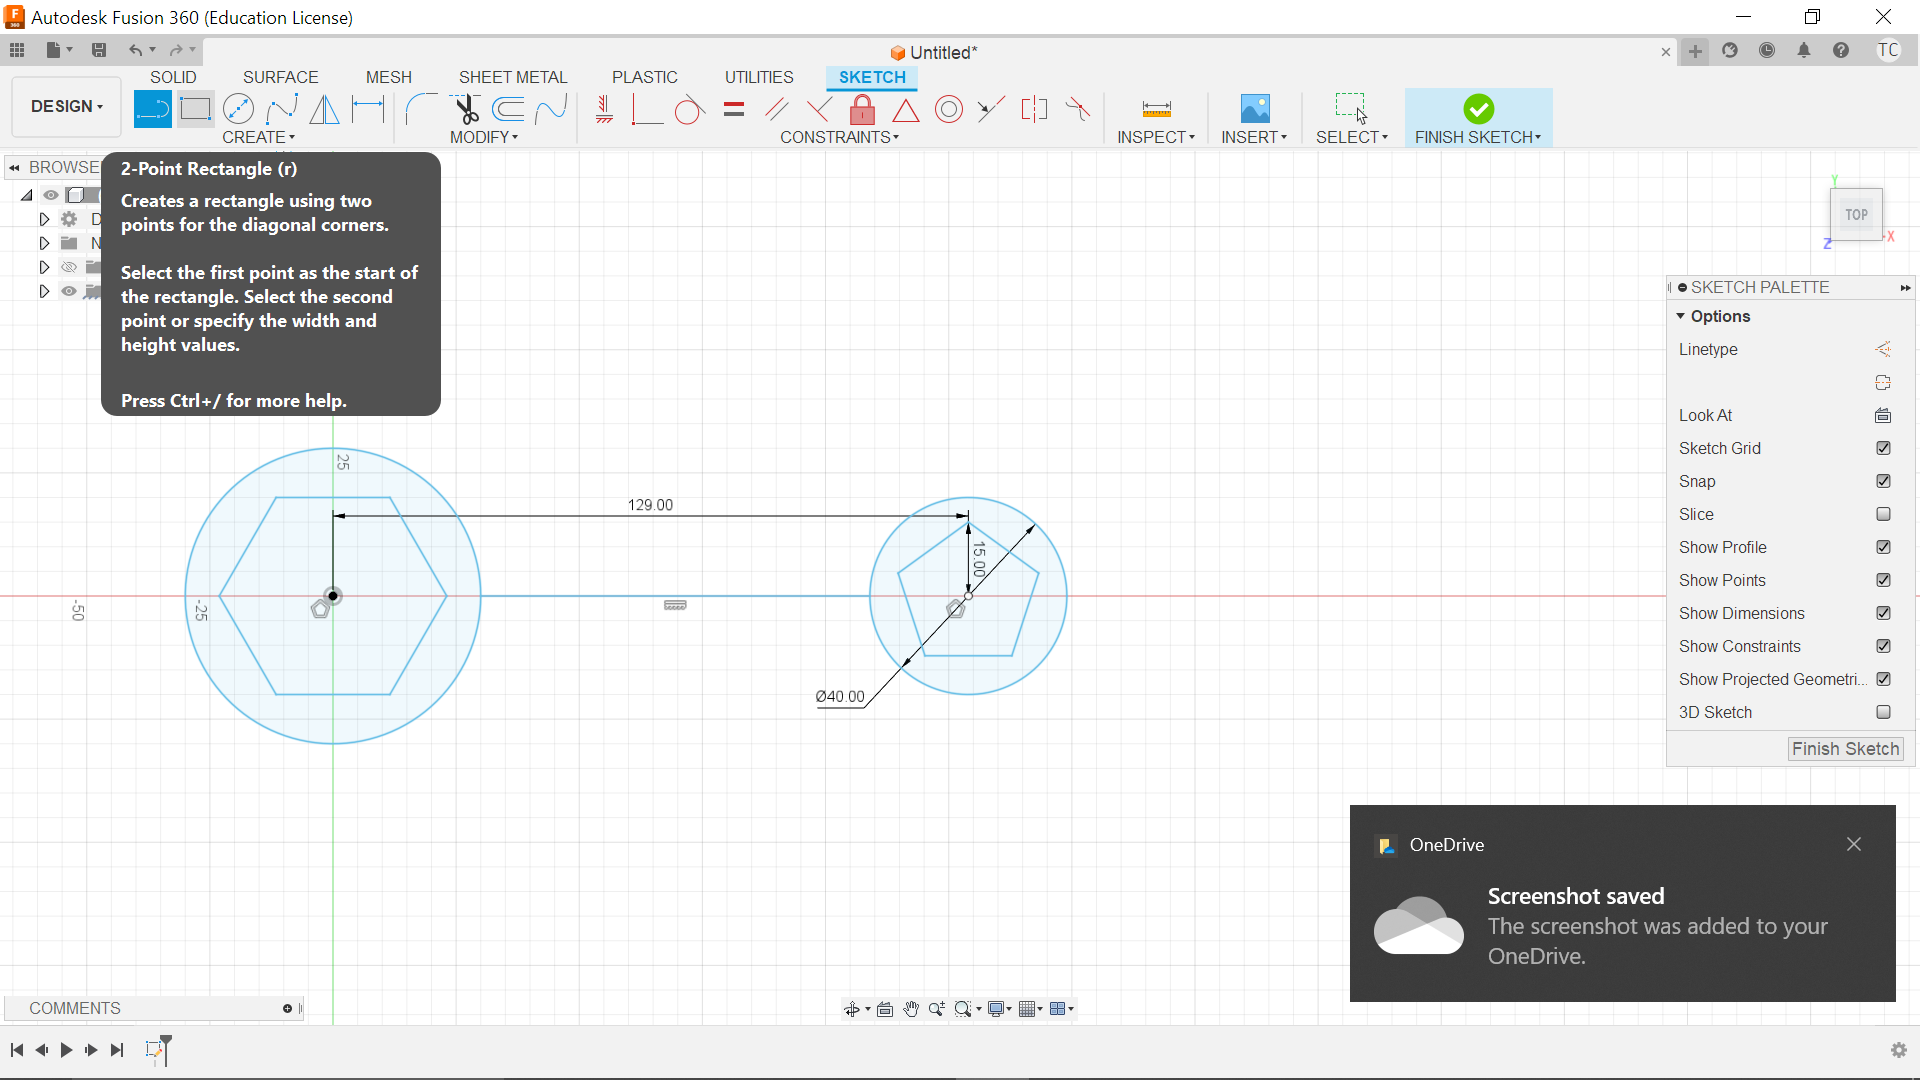 Autodesk Fusion 360 (Education License)
Untitled*
TC
DESIGN
SOLID
SURFACE
MESH
SHEET METAL
PLASTIC
UTILITIES
SKETCH
CREATE
MODIFY
CONSTRAINTS
INSPECT
INSERT
SELECT
FINISH SKETCH
BROWSE
D
N
2-Point Rectangle (r)
Creates a rectangle using two
points for the diagonal corners.
Select the first point as the start of
the rectangle. Select the second
point or specify the width and
height values.
Press Ctrl+/ for more help.
Y
TOP
Z
X
25
129.00
15.00
-50
-25
Ø40.00
SKETCH PALETTE
Options
Linetype
Look At
Sketch Grid
Snap
Slice
Show Profile
Show Points
Show Dimensions
Show Constraints
Show Projected Geometri...
3D Sketch
Finish Sketch
OneDrive
Screenshot saved
The screenshot was added to your
OneDrive.
COMMENTS